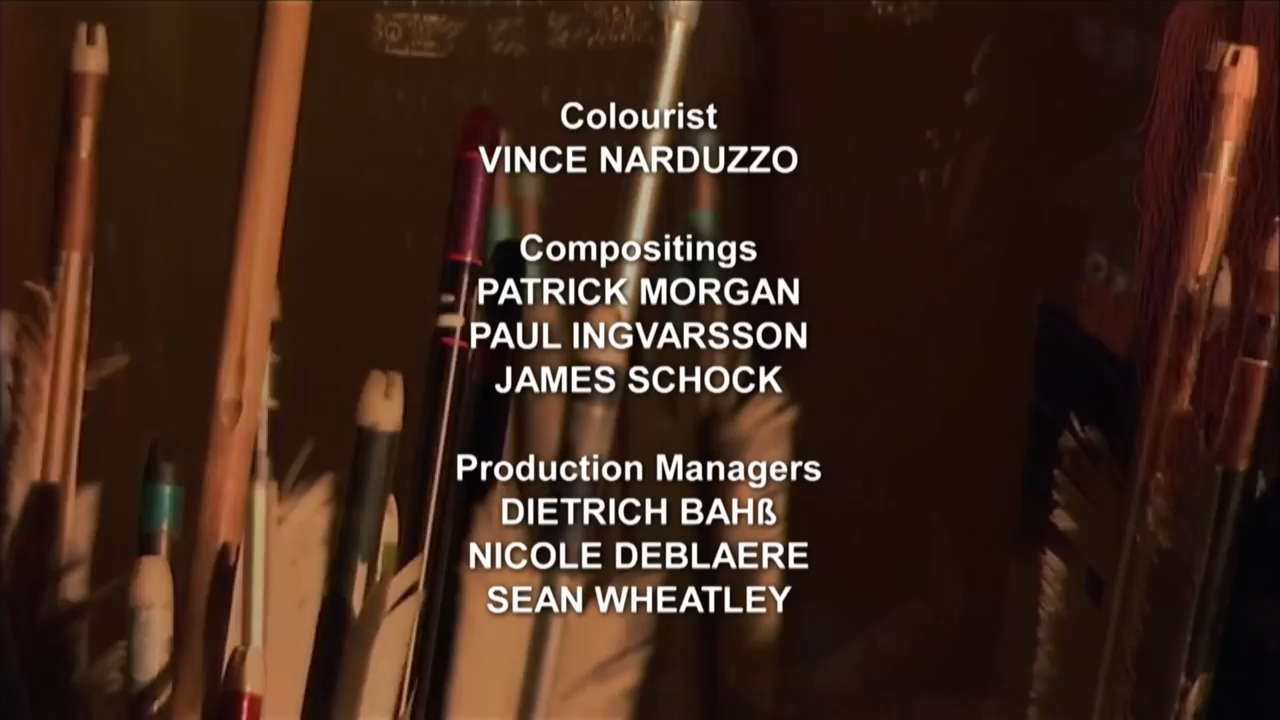 Colourist
VINCE NARDUZZO
Compositings
PATRICK MORGAN
PAUL INGVARSSON
JAMES SCHOCK
Production Managers
DIETRICH BAHß
NICOLE DEBLAERE
SEAN WHEATLEY